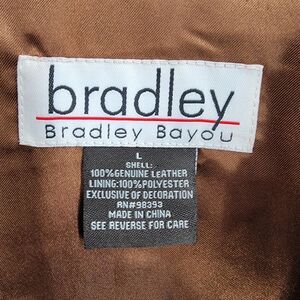 bradley
Bradley Bayou
L
SHELL:
100%GENUINE LEATHER
LINING:100%POLYESTER
EXCLUSIVE OF DECORATION
RN#98393
MADE IN CHINA
SEE REVERSE FOR CARE